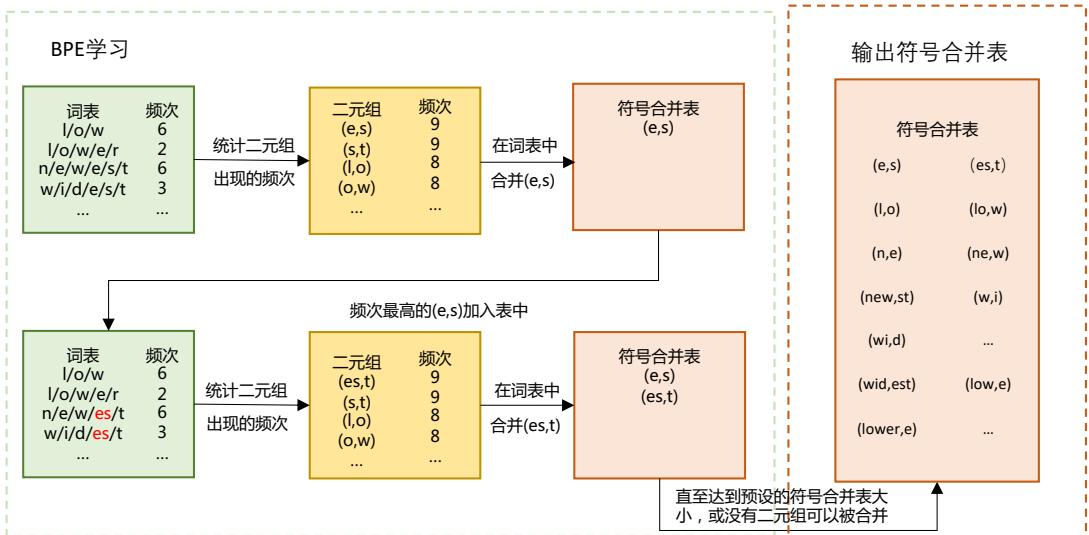 BPE学习
词表 频次
l/o/w 6
l/o/w/e/r 2
n/e/w/e/s/t 6
w/i/d/e/s/t 3
... ...
统计二元组
出现的频次
二元组 频次
(e,s) 9
(s,t) 9
(l,o) 8
(o,w) 8
... ...
在词表中
合并(e,s)
符号合并表
(e,s)
频次最高的(e,s)加入表中
词表 频次
l/o/w 6
l/o/w/e/r 2
n/e/w/es/t 6
w/i/d/es/t 3
... ...
统计二元组
出现的频次
二元组 频次
(es,t) 9
(s,t) 9
(l,o) 8
(o,w) 8
... ...
在词表中
合并(es,t)
符号合并表
(e,s)
(es,t)
直至达到预设的符号合并表大
小，或没有二元组可以被合并
输出符号合并表
符号合并表
(e,s) (es,t)
(l,o) (lo,w)
(n,e) (ne,w)
(new,st) (w,i)
(wi,d) ...
(wid,est) (low,e)
(lower,e) ...